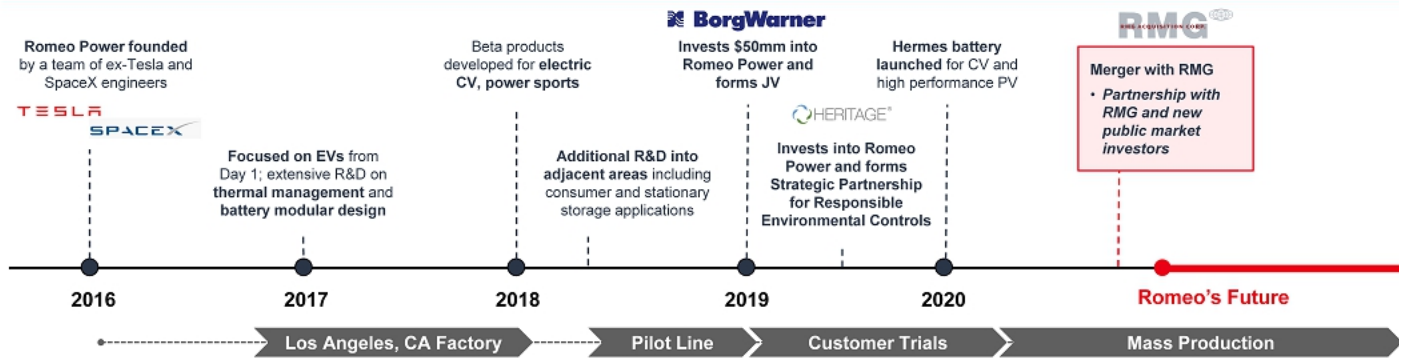 Romeo Power founded
by a team of ex-Tesla and
SpaceX engineers
TESLA
SPACEX
Focused on EVs from
Day 1; extensive R&D on
thermal management and
battery modular design
Beta products
developed for electric
CV, power sports
Additional R&D into
adjacent areas including
consumer and stationary
storage applications
BorgWarner
Invests $50mm into
Romeo Power and
forms JV
HERITAGE®
Invests into Romeo
Power and forms
Strategic Partnership
for Responsible
Environmental Controls
Hermes battery
launched for CV and
high performance PV
RMG
RMG ACQUISITION CORP.
Merger with RMG
• Partnership with
RMG and new
public market
investors
2016
2017
2018
2019
2020
Romeo's Future
Los Angeles, CA Factory
Pilot Line
Customer Trials
Mass Production